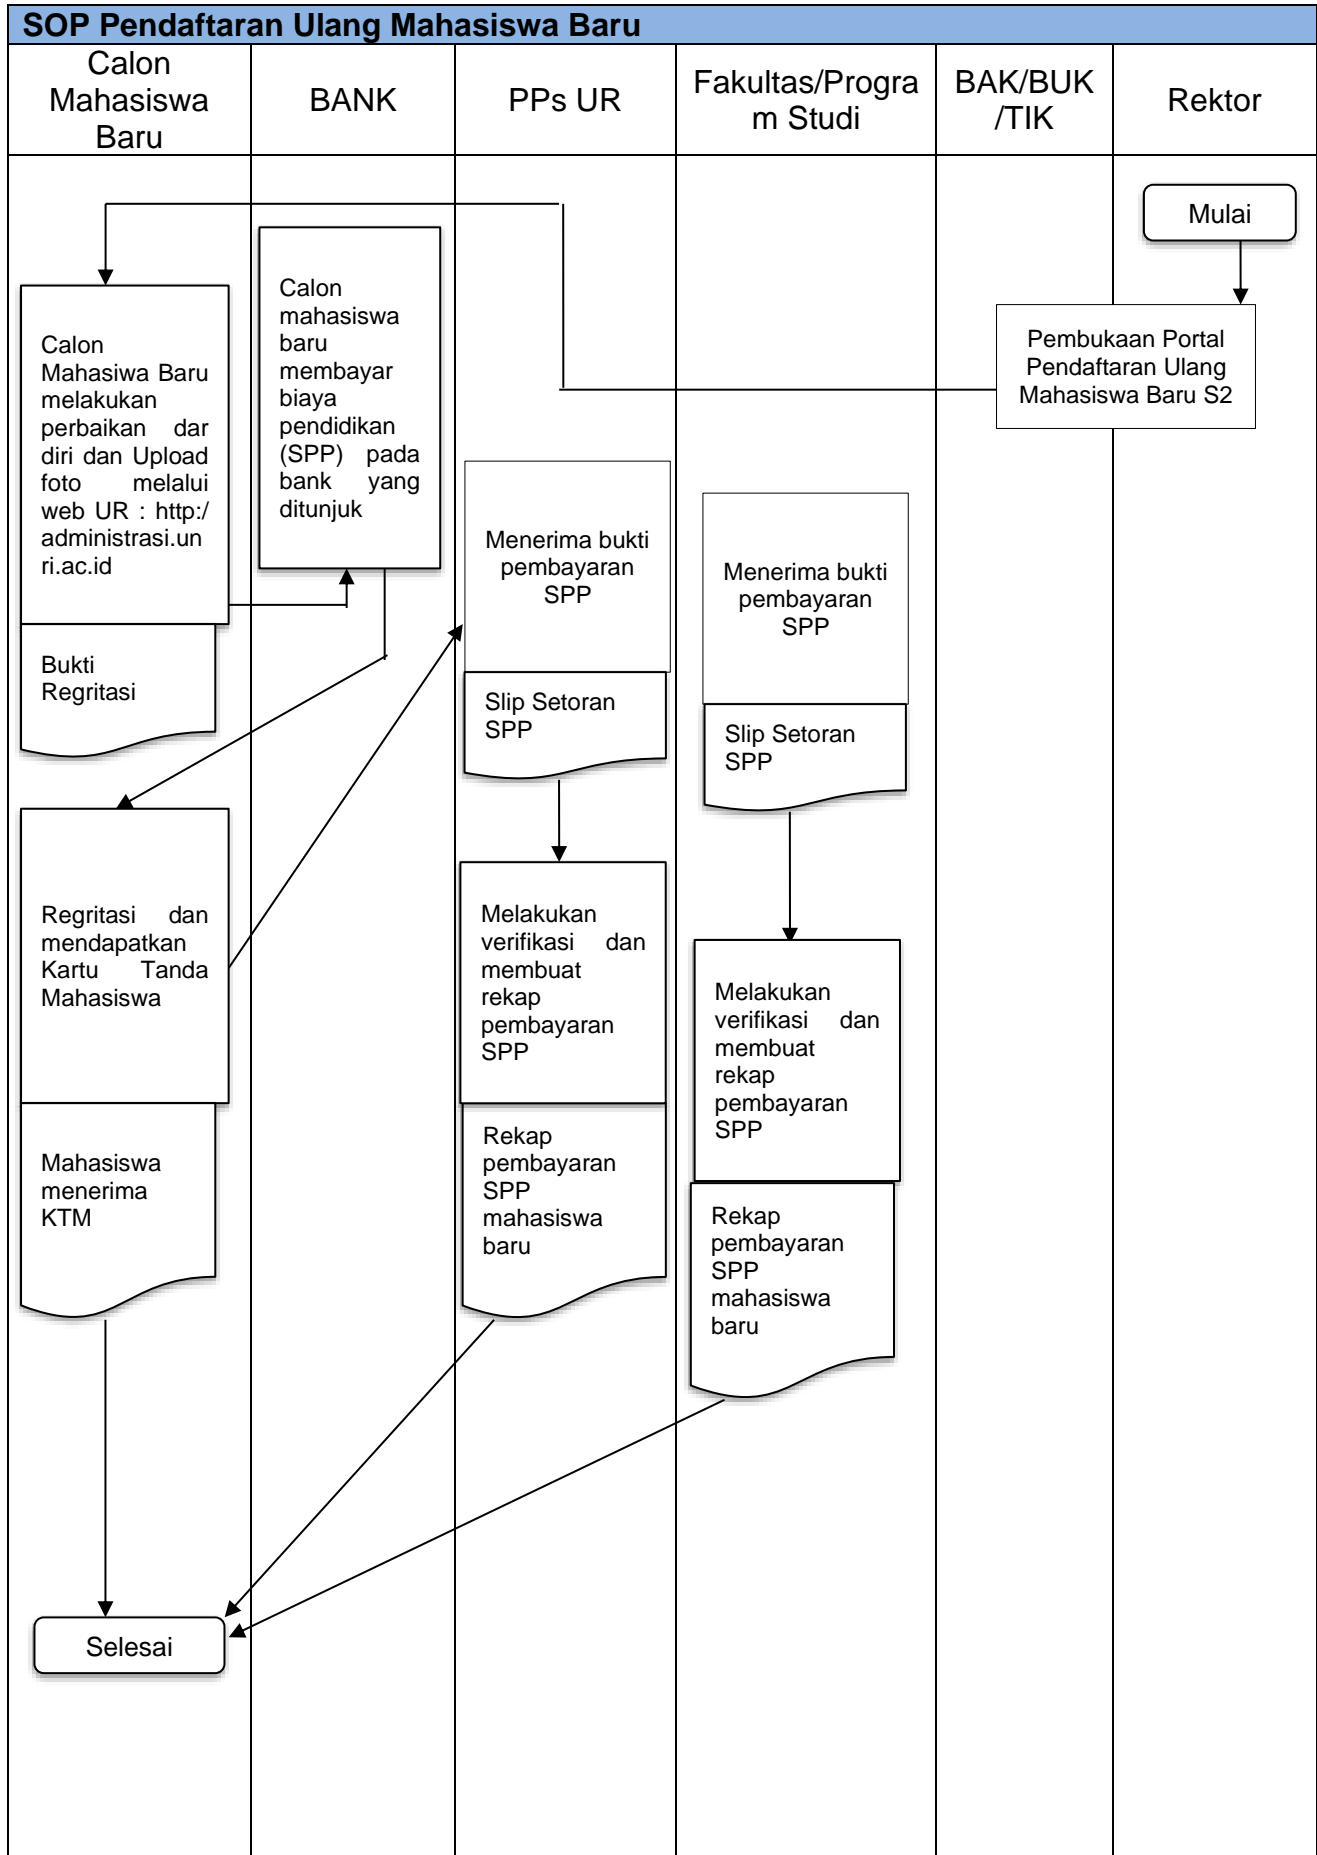 SOP Pendaftaran Ulang Mahasiswa Baru
Calon
Mahasiswa
Baru
BANK
PPs UR
Fakultas/Progra
m Studi
BAK/BUK
/TIK
Rektor
Mulai
Pembukaan Portal
Pendaftaran Ulang
Mahasiswa Baru S2
Calon
Mahasiwa Baru
melakukan
perbaikan dar
diri dan Upload
foto melalui
web UR : http:/
administrasi.un
ri.ac.id
Bukti
Regritasi
Calon
mahasiswa
baru
membayar
biaya
pendidikan
(SPP) pada
bank yang
ditunjuk
Menerima bukti
pembayaran
SPP
Slip Setoran
SPP
Menerima bukti
pembayaran
SPP
Slip Setoran
SPP
Regritasi dan
mendapatkan
Kartu Tanda
Mahasiswa
Mahasiswa
menerima
KTM
Melakukan
verifikasi dan
membuat
rekap
pembayaran
SPP
Rekap
pembayaran
SPP
mahasiswa
baru
Melakukan
verifikasi dan
membuat
rekap
pembayaran
SPP
Rekap
pembayaran
SPP
mahasiswa
baru
Selesai